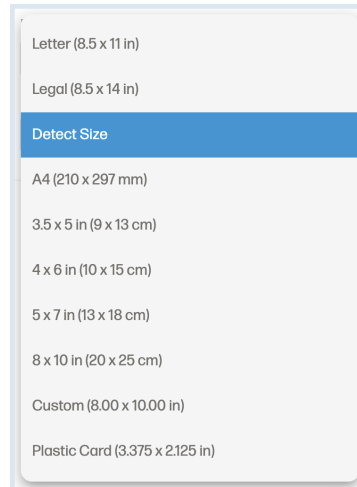 Letter (8.5 x 11 in)
Legal (8.5 x 14 in)
Detect Size
A4 (210 x 297 mm)
3.5 x 5 in (9 x 13 cm)
4 x 6 in (10 x 15 cm)
5 x 7 in (13 x 18 cm)
8 x 10 in (20 x 25 cm)
Custom (8.00 x 10.00 in)
Plastic Card (3.375 x 2.125 in)